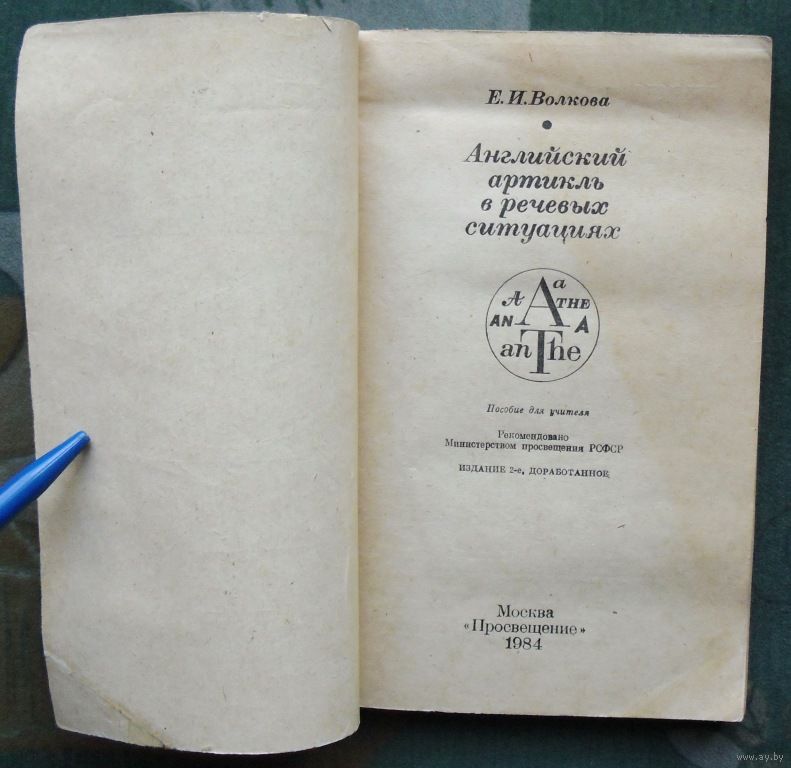 Е. И. Волкова
Английский
артикль
в речевых
ситуациях
a
A A THE
AN A
an The
Пособие для учителя
Рекомендовано
Министерством просвещения РСФСР
ИЗДАНИЕ 2-е, ДОРАБОТАННОЕ
Москва
«Просвещение»
1984
www.ay.by